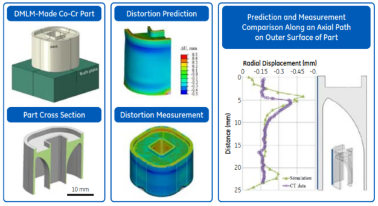 DMLM-Made Co-Cr Part
Distortion Prediction
Part Cross Section
10 mm
Distortion Measurement
Prediction and Measurement
Comparison Along an Axial Path
on Outer Surface of Part
Radial Displacement (mm)
0 -0.15 -0.30 -0.45 -0.
Distance (mm)
0
5
10
15
20
25
Simulation
CT data